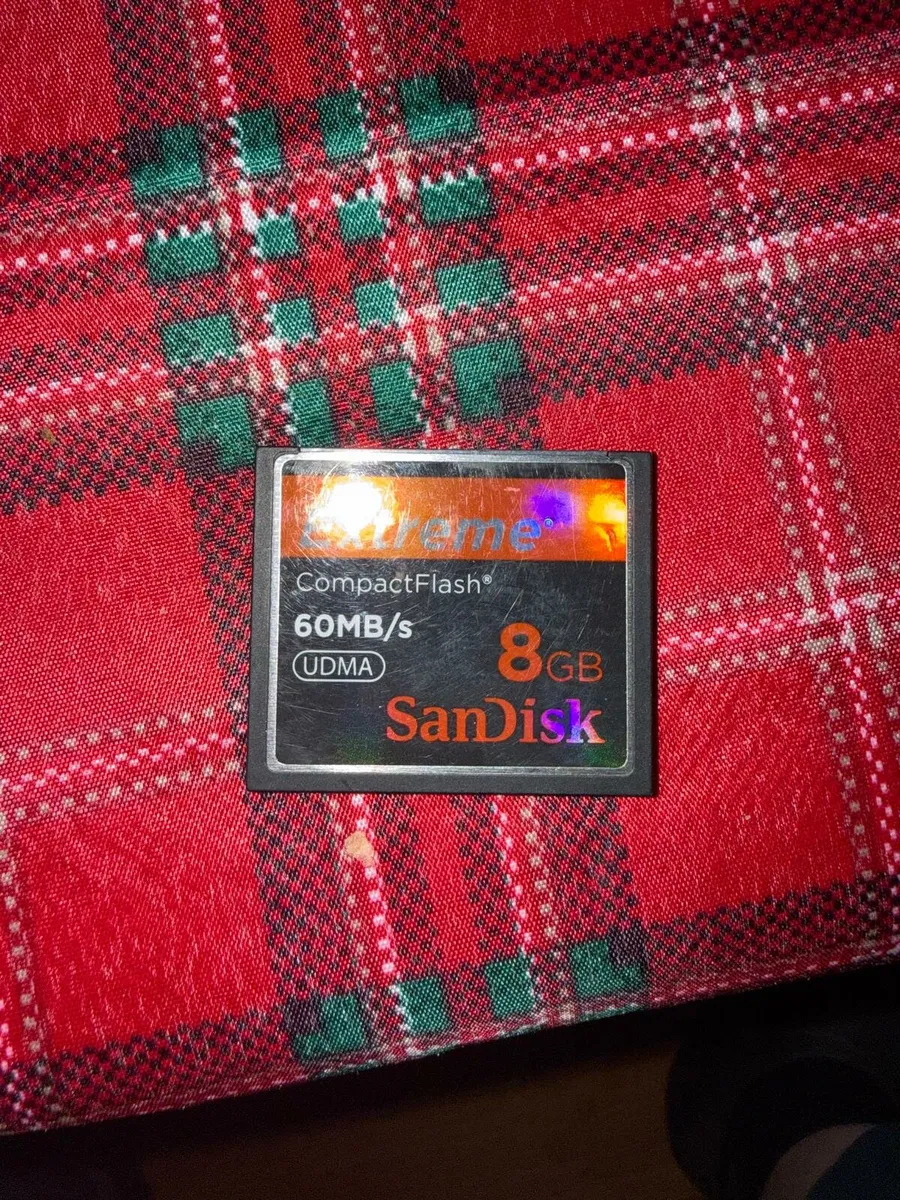 Extreme®
CompactFlash®
60MB/s
UDMA
8GB
SanDisk